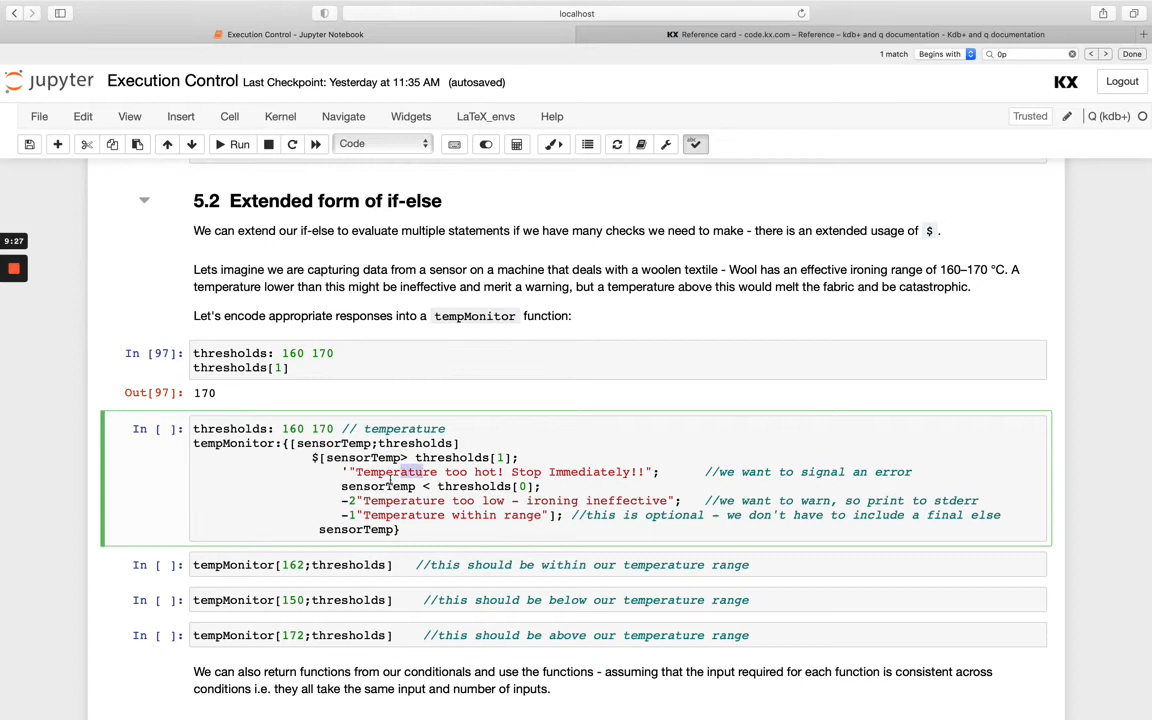 localhost
Execution Control - Jupyter Notebook
KX Reference card - code.kx.com – Reference – kdb+ and q documentation - Kdb+ and q documentation
1 match Begins with 0p Done
jupyter Execution Control Last Checkpoint: Yesterday at 11:35 AM (autosaved) KX Logout
File Edit View Insert Cell Kernel Navigate Widgets LaTeX_envs Help Trusted Q (kdb+)
Run Code
5.2 Extended form of if-else
We can extend our if-else to evaluate multiple statements if we have many checks we need to make - there is an extended usage of $ .
9:27
Lets imagine we are capturing data from a sensor on a machine that deals with a woolen textile - Wool has an effective ironing range of 160–170 °C. A
temperature lower than this might be ineffective and merit a warning, but a temperature above this would melt the fabric and be catastrophic.
Let's encode appropriate responses into a tempMonitor function:
In [97]: thresholds: 160 170
thresholds[1]
Out[97]: 170
In [ ]: thresholds: 160 170 // temperature
tempMonitor:{[sensorTemp;thresholds]
$[sensorTemp> thresholds[1];
'"Temperature too hot! Stop Immediately!!"; //we want to signal an error
sensorTemp < thresholds[0];
-2"Temperature too low - ironing ineffective"; //we want to warn, so print to stderr
-1"Temperature within range"]; //this is optional - we don't have to include a final else
sensorTemp}
In [ ]: tempMonitor[162;thresholds] //this should be within our temperature range
In [ ]: tempMonitor[150;thresholds] //this should be below our temperature range
In [ ]: tempMonitor[172;thresholds] //this should be above our temperature range
We can also return functions from our conditionals and use the functions - assuming that the input required for each function is consistent across
conditions i.e. they all take the same input and number of inputs.